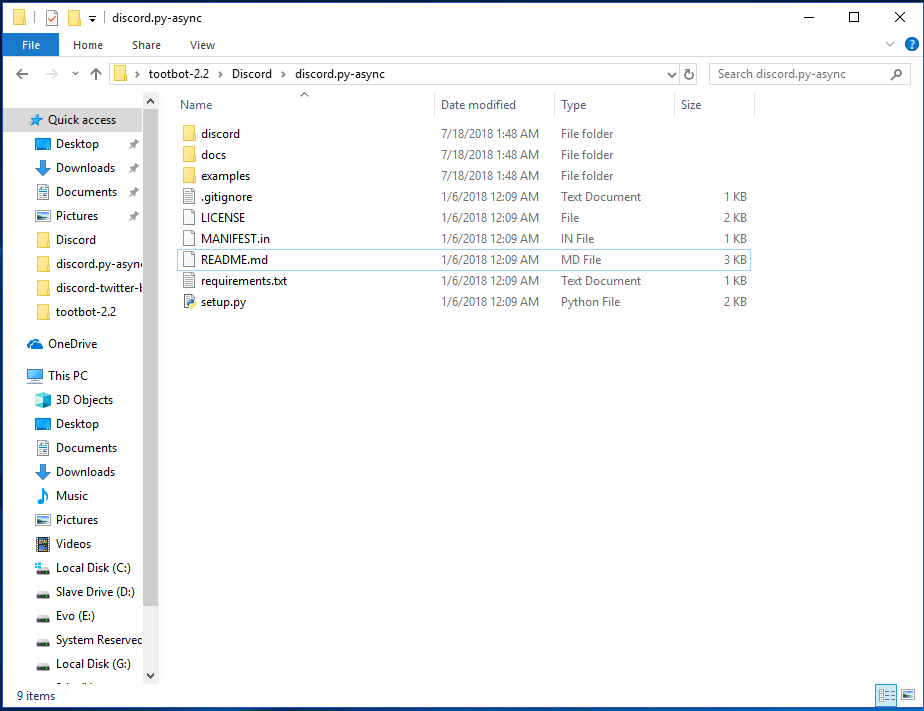 discord.py-async
File Home Share View
tootbot-2.2 Discord discord.py-async Search discord.py-async
Name Date modified Type Size
Quick access
Desktop
Downloads
Documents
Pictures
Discord
discord.py-async
discord-twitter-b
tootbot-2.2
OneDrive
This PC
3D Objects
Desktop
Documents
Downloads
Music
Pictures
Videos
Local Disk (C:)
Slave Drive (D:)
Evo (E:)
System Reserved
Local Disk (G:)
discord 7/18/2018 1:48 AM File folder
docs 7/18/2018 1:48 AM File folder
examples 7/18/2018 1:48 AM File folder
.gitignore 1/6/2018 12:09 AM Text Document 1 KB
LICENSE 1/6/2018 12:09 AM File 2 KB
MANIFEST.in 1/6/2018 12:09 AM IN File 1 KB
README.md 1/6/2018 12:09 AM MD File 3 KB
requirements.txt 1/6/2018 12:09 AM Text Document 1 KB
setup.py 1/6/2018 12:09 AM Python File 2 KB
9 items